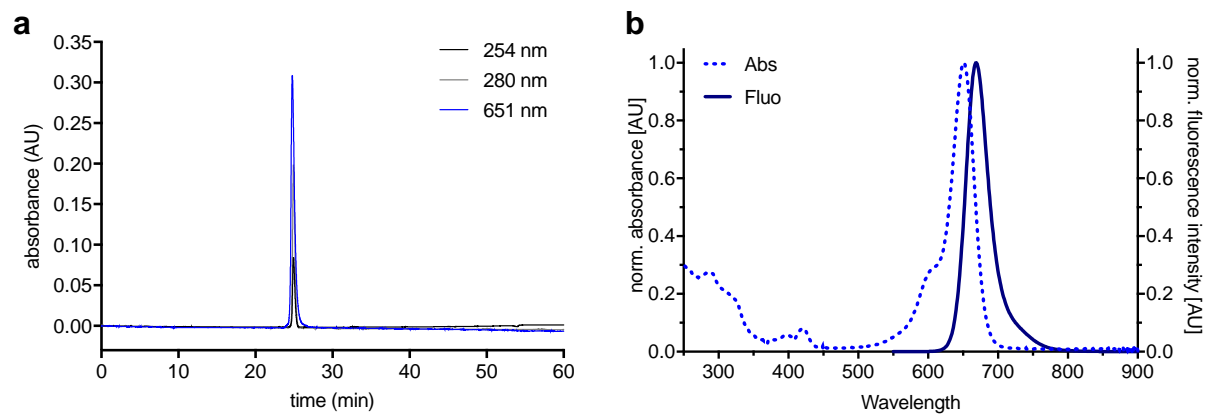 a
0.35
0.30
0.25
0.20
0.15
0.10
0.05
0.00
absorbance (AU)
254 nm
280 nm
651 nm
0 10 20 30 40 50 60
time (min)
b
1.0
0.8
0.6
0.4
0.2
0.0
norm. absorbance [AU]
Abs
Fluo
1.0
0.8
0.6
0.4
0.2
0.0
norm. fluorescence intensity [AU]
300 400 500 600 700 800 900
Wavelength